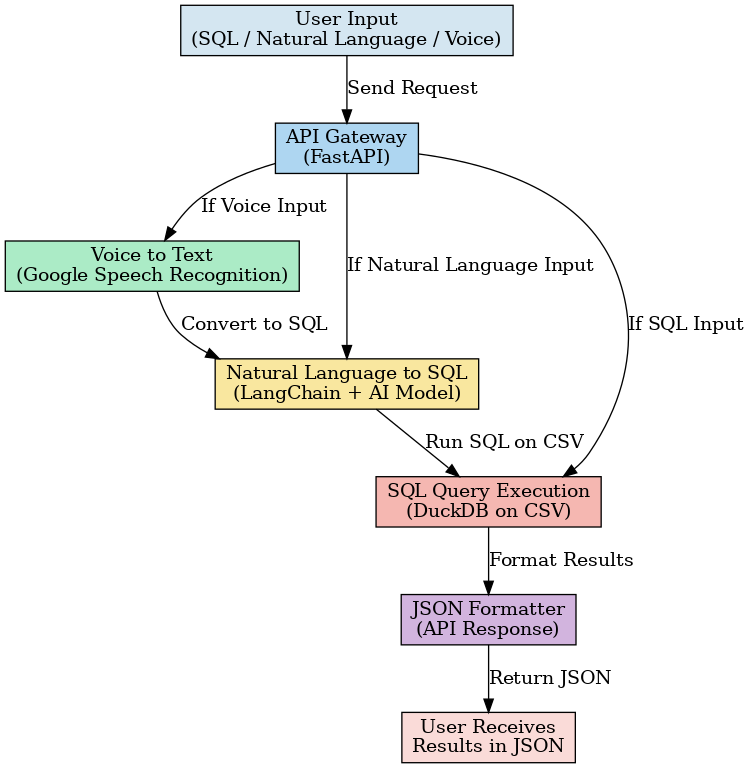 User Input
(SQL / Natural Language / Voice)
Send Request
API Gateway
(FastAPI)
If Voice Input
Voice to Text
(Google Speech Recognition)
If Natural Language Input
If SQL Input
Convert to SQL
Natural Language to SQL
(LangChain + AI Model)
Run SQL on CSV
SQL Query Execution
(DuckDB on CSV)
Format Results
JSON Formatter
(API Response)
Return JSON
User Receives
Results in JSON